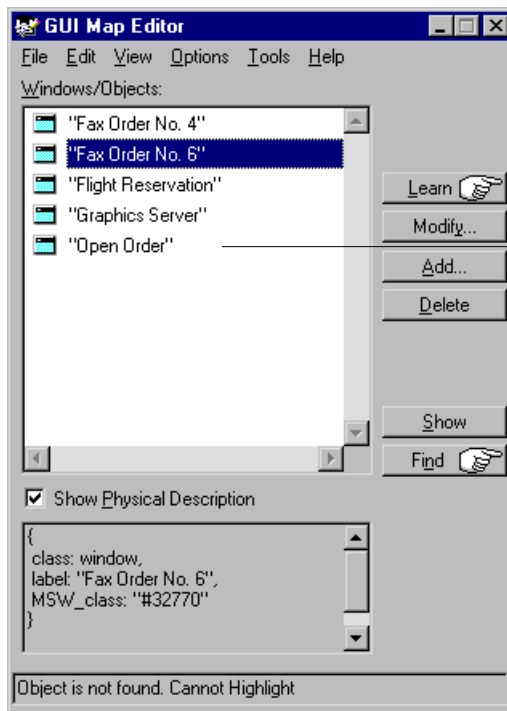 GUI Map Editor
File Edit View Options Tools Help
Windows/Objects:
"Fax Order No. 4"
"Fax Order No. 6"
"Flight Reservation"
"Graphics Server"
"Open Order"
Learn
Modify...
Add...
Delete
Show
Find
Show Physical Description
{
class: window,
label: "Fax Order No. 6",
MSW_class: "#32770"
}
Object is not found. Cannot Highlight